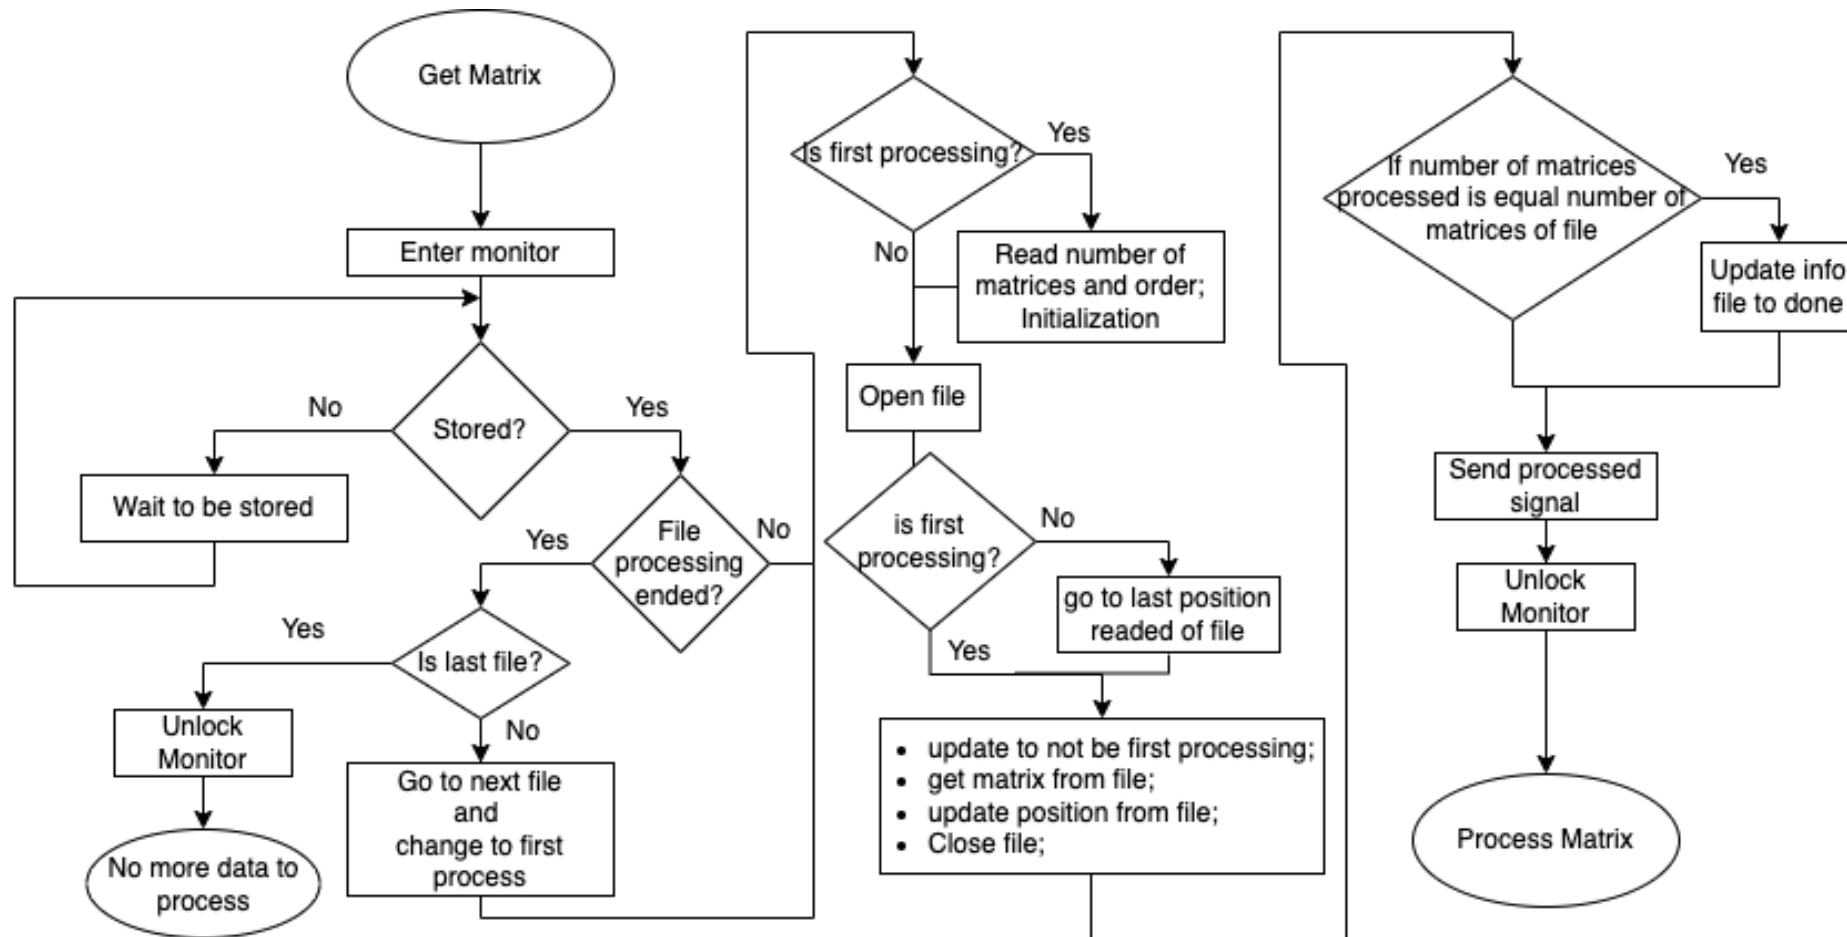 Get Matrix
Enter monitor
Stored?
No
Yes
Wait to be stored
File
processing
ended?
Yes
No
Is last file?
Yes
No
Unlock
Monitor
No more data to
process
Go to next file
and
change to first
process
Is first processing?
Yes
No
Read number of
matrices and order;
Initialization
Open file
is first
processing?
No
Yes
go to last position
readed of file
• update to not be first processing;
• get matrix from file;
• update position from file;
• Close file;
If number of matrices
processed is equal number of
matrices of file
Yes
Update info
file to done
Send processed
signal
Unlock
Monitor
Process Matrix